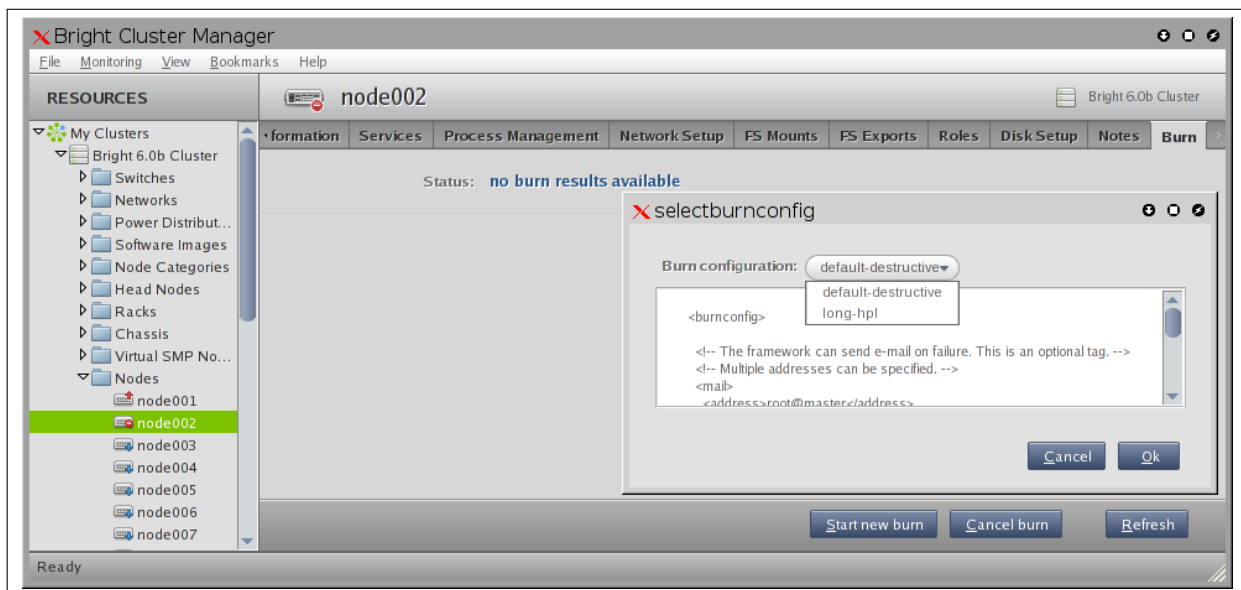 Bright Cluster Manager
File Monitoring View Bookmarks Help
RESOURCES
node002
Bright 6.0b Cluster
My Clusters
Bright 6.0b Cluster
Switches
Networks
Power Distribut...
Software Images
Node Categories
Head Nodes
Racks
Chassis
Virtual SMP No...
Nodes
node001
node002
node003
node004
node005
node006
node007
formation Services Process Management Network Setup FS Mounts FS Exports Roles Disk Setup Notes Burn
Status: no burn results available
selectburnconfig
Burn configuration: default-destructive
default-destructive
long-hpl
<burnconfig>
<!-- The framework can send e-mail on failure. This is an optional tag. -->
<!-- Multiple addresses can be specified. -->
<mail>
<address>root@master</address>
Cancel Ok
Start new burn Cancel burn Refresh
Ready